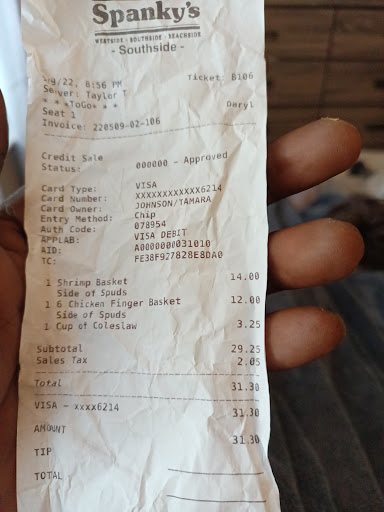 Spanky's
WESTSIDE · SOUTHSIDE · BEACHSIDE
- Southside -
/9/22, 8:56 PM Ticket: B106
Server: Tayler T
* * *ToGo* * * Daryl
Seat 1
Invoice: 220509-02-106
Credit Sale
Status: 000000 - Approved
Card Type: VISA
Card Number: XXXXXXXXXXXX6214
Card Owner: JOHNSON/TAMARA
Entry Method: Chip
Auth Code: 078954
APPLAB: VISA DEBIT
AID: A0000000031010
TC: FE38F927828E8DA0
1 Shrimp Basket 14.00
Side of Spuds
1 6 Chicken Finger Basket 12.00
Side of Spuds
1 Cup of Coleslaw 3.25
Subtotal 29.25
Sales Tax 2.05
Total 31.30
VISA - xxxx6214 31.30
AMOUNT 31.30
TIP
TOTAL